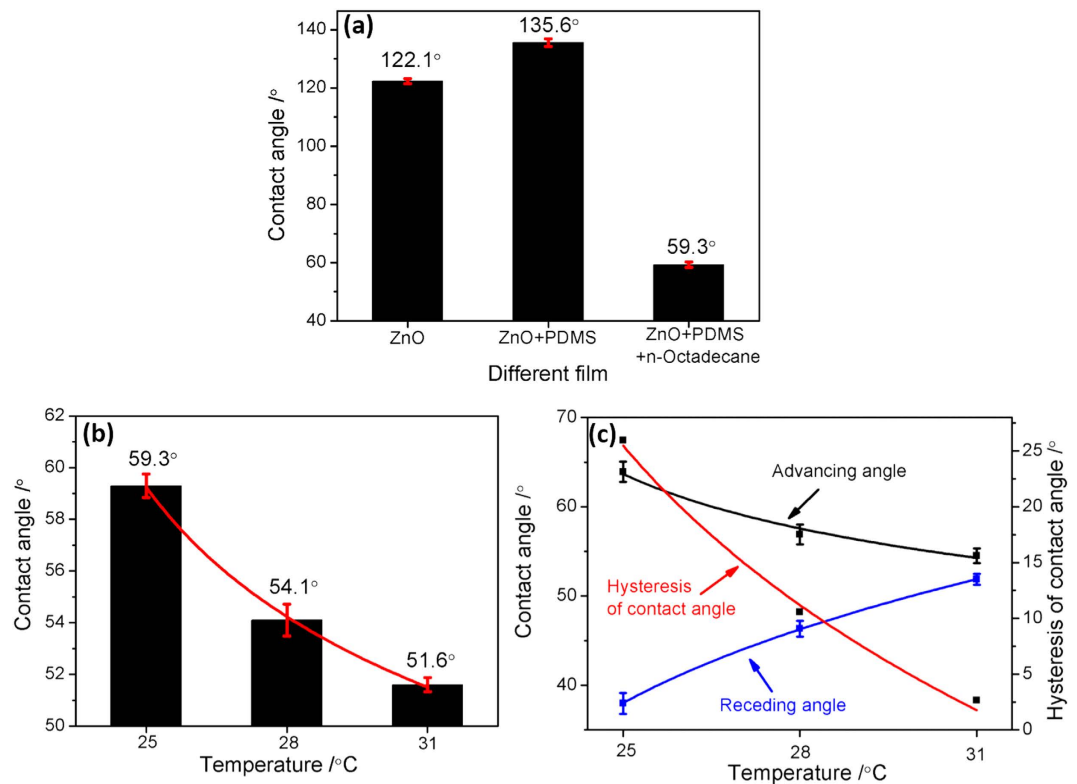 (a)
Contact angle /°
140
120
100
80
60
40
122.1°
135.6°
59.3°
ZnO
ZnO+PDMS
ZnO+PDMS
+n-Octadecane
Different film
(b)
Contact angle /°
62
60
58
56
54
52
50
59.3°
54.1°
51.6°
25
28
31
Temperature /°C
(c)
Contact angle /°
70
60
50
40
Advancing angle
Hysteresis
of contact angle
Receding angle
25
20
15
10
5
0
Hysteresis of contact angle /°
25
28
31
Temperature /°C